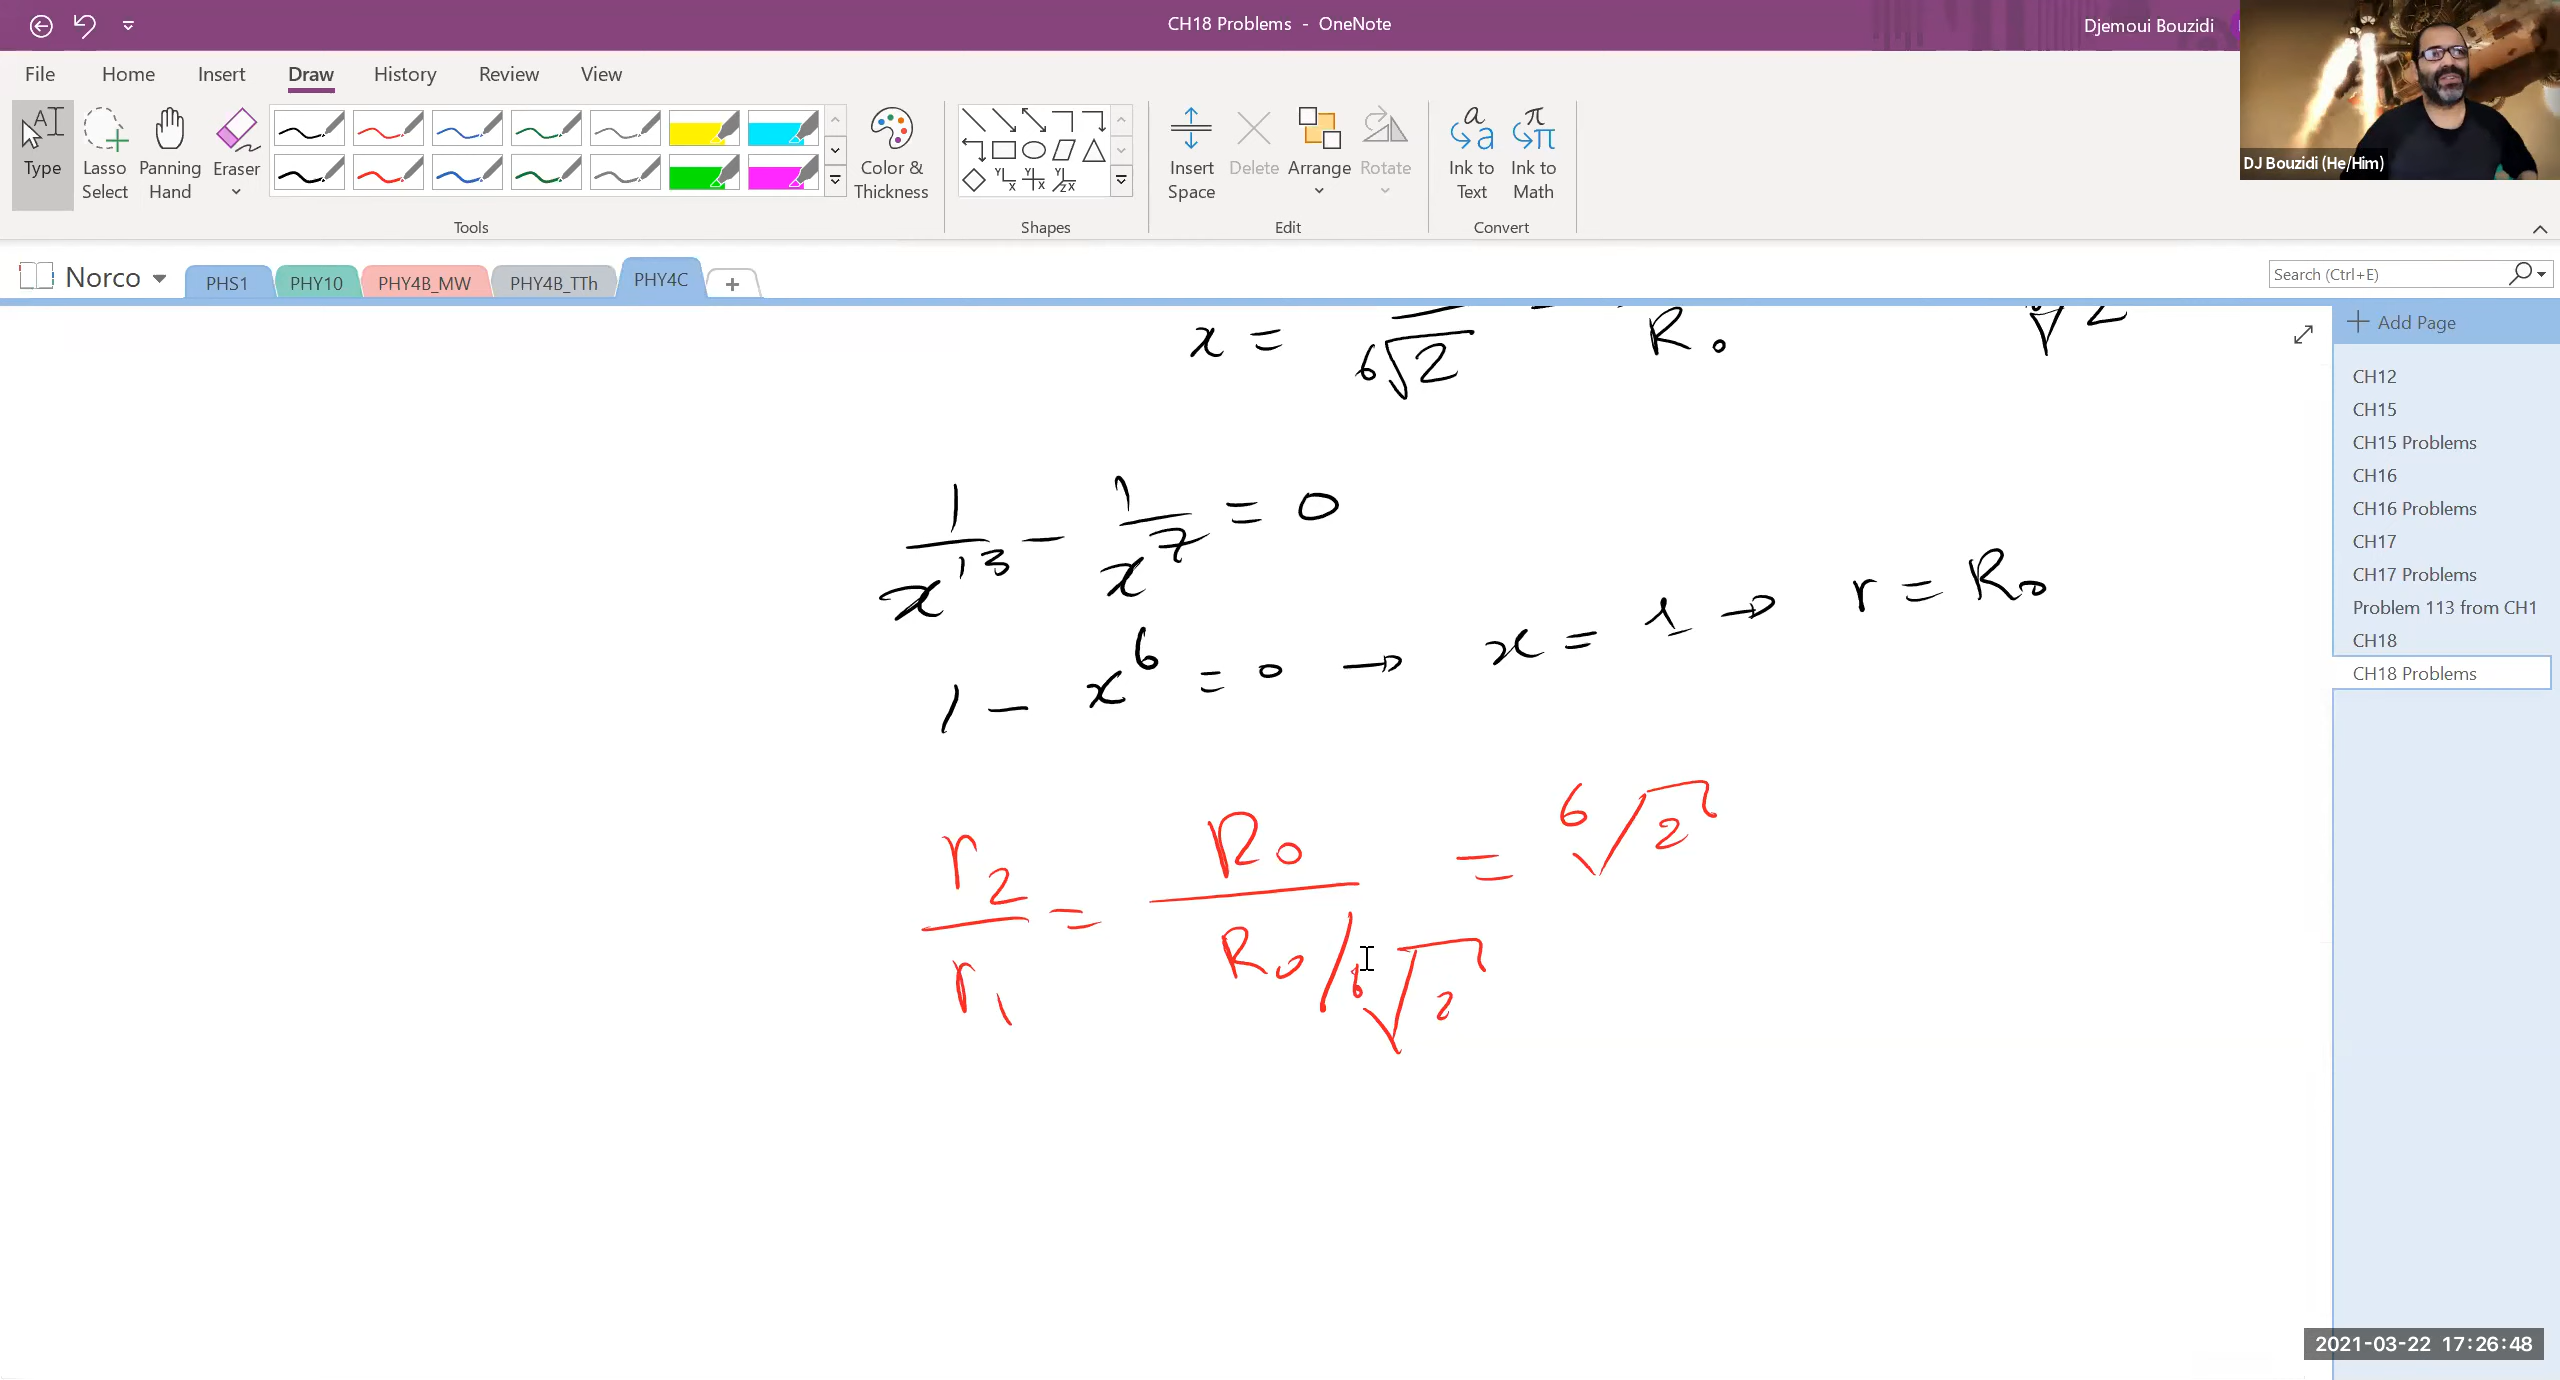 CH18 Problems - OneNote
Djemoui Bouzidi
File Home Insert Draw History Review View
Type
Lasso Select
Panning Hand
Eraser
Color & Thickness
Insert Space
Delete
Arrange
Rotate
Ink to Text
Ink to Math
Tools Shapes Edit Convert
DJ Bouzidi (He/Him)
Norco PHS1 PHY10 PHY4B_MW PHY4B_TTh PHY4C +
Search (Ctrl+E)
Add Page
CH12
CH15
CH15 Problems
CH16
CH16 Problems
CH17
CH17 Problems
Problem 113 from CH1
CH18
CH18 Problems
x = ⁶√2 R₀
1/x¹³ - 1/x⁷ = 0
1 - x⁶ = 0 → x = 1 → r = R₀
r₂/r₁ = R₀ / (R₀/⁶√2) = ⁶√2
2021-03-22 17:26:48